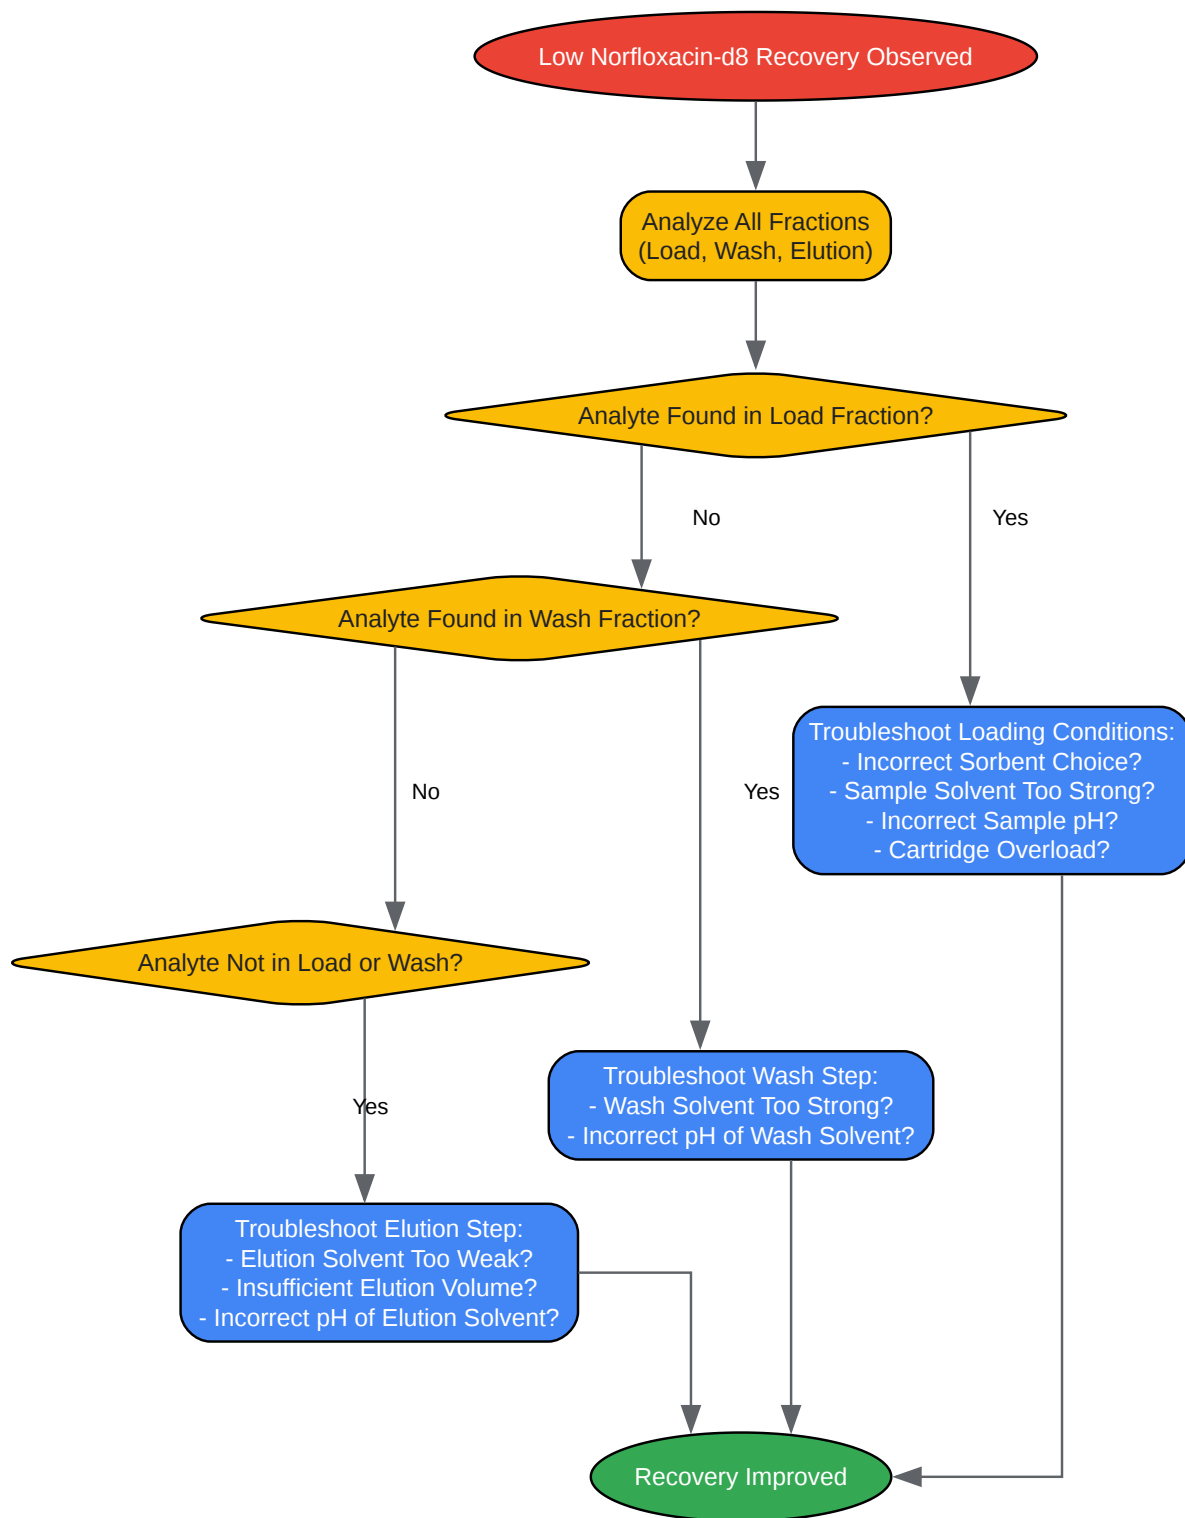 Low Norfloxacin-d8 Recovery Observed
Analyze All Fractions
(Load, Wash, Elution)
Analyte Found in Load Fraction?
No
Yes
Analyte Found in Wash Fraction?
Troubleshoot Loading Conditions:
- Incorrect Sorbent Choice?
- Sample Solvent Too Strong?
- Incorrect Sample pH?
- Cartridge Overload?
No
Yes
Analyte Not in Load or Wash?
Troubleshoot Wash Step:
- Wash Solvent Too Strong?
- Incorrect pH of Wash Solvent?
Yes
Troubleshoot Elution Step:
- Elution Solvent Too Weak?
- Insufficient Elution Volume?
- Incorrect pH of Elution Solvent?
Recovery Improved